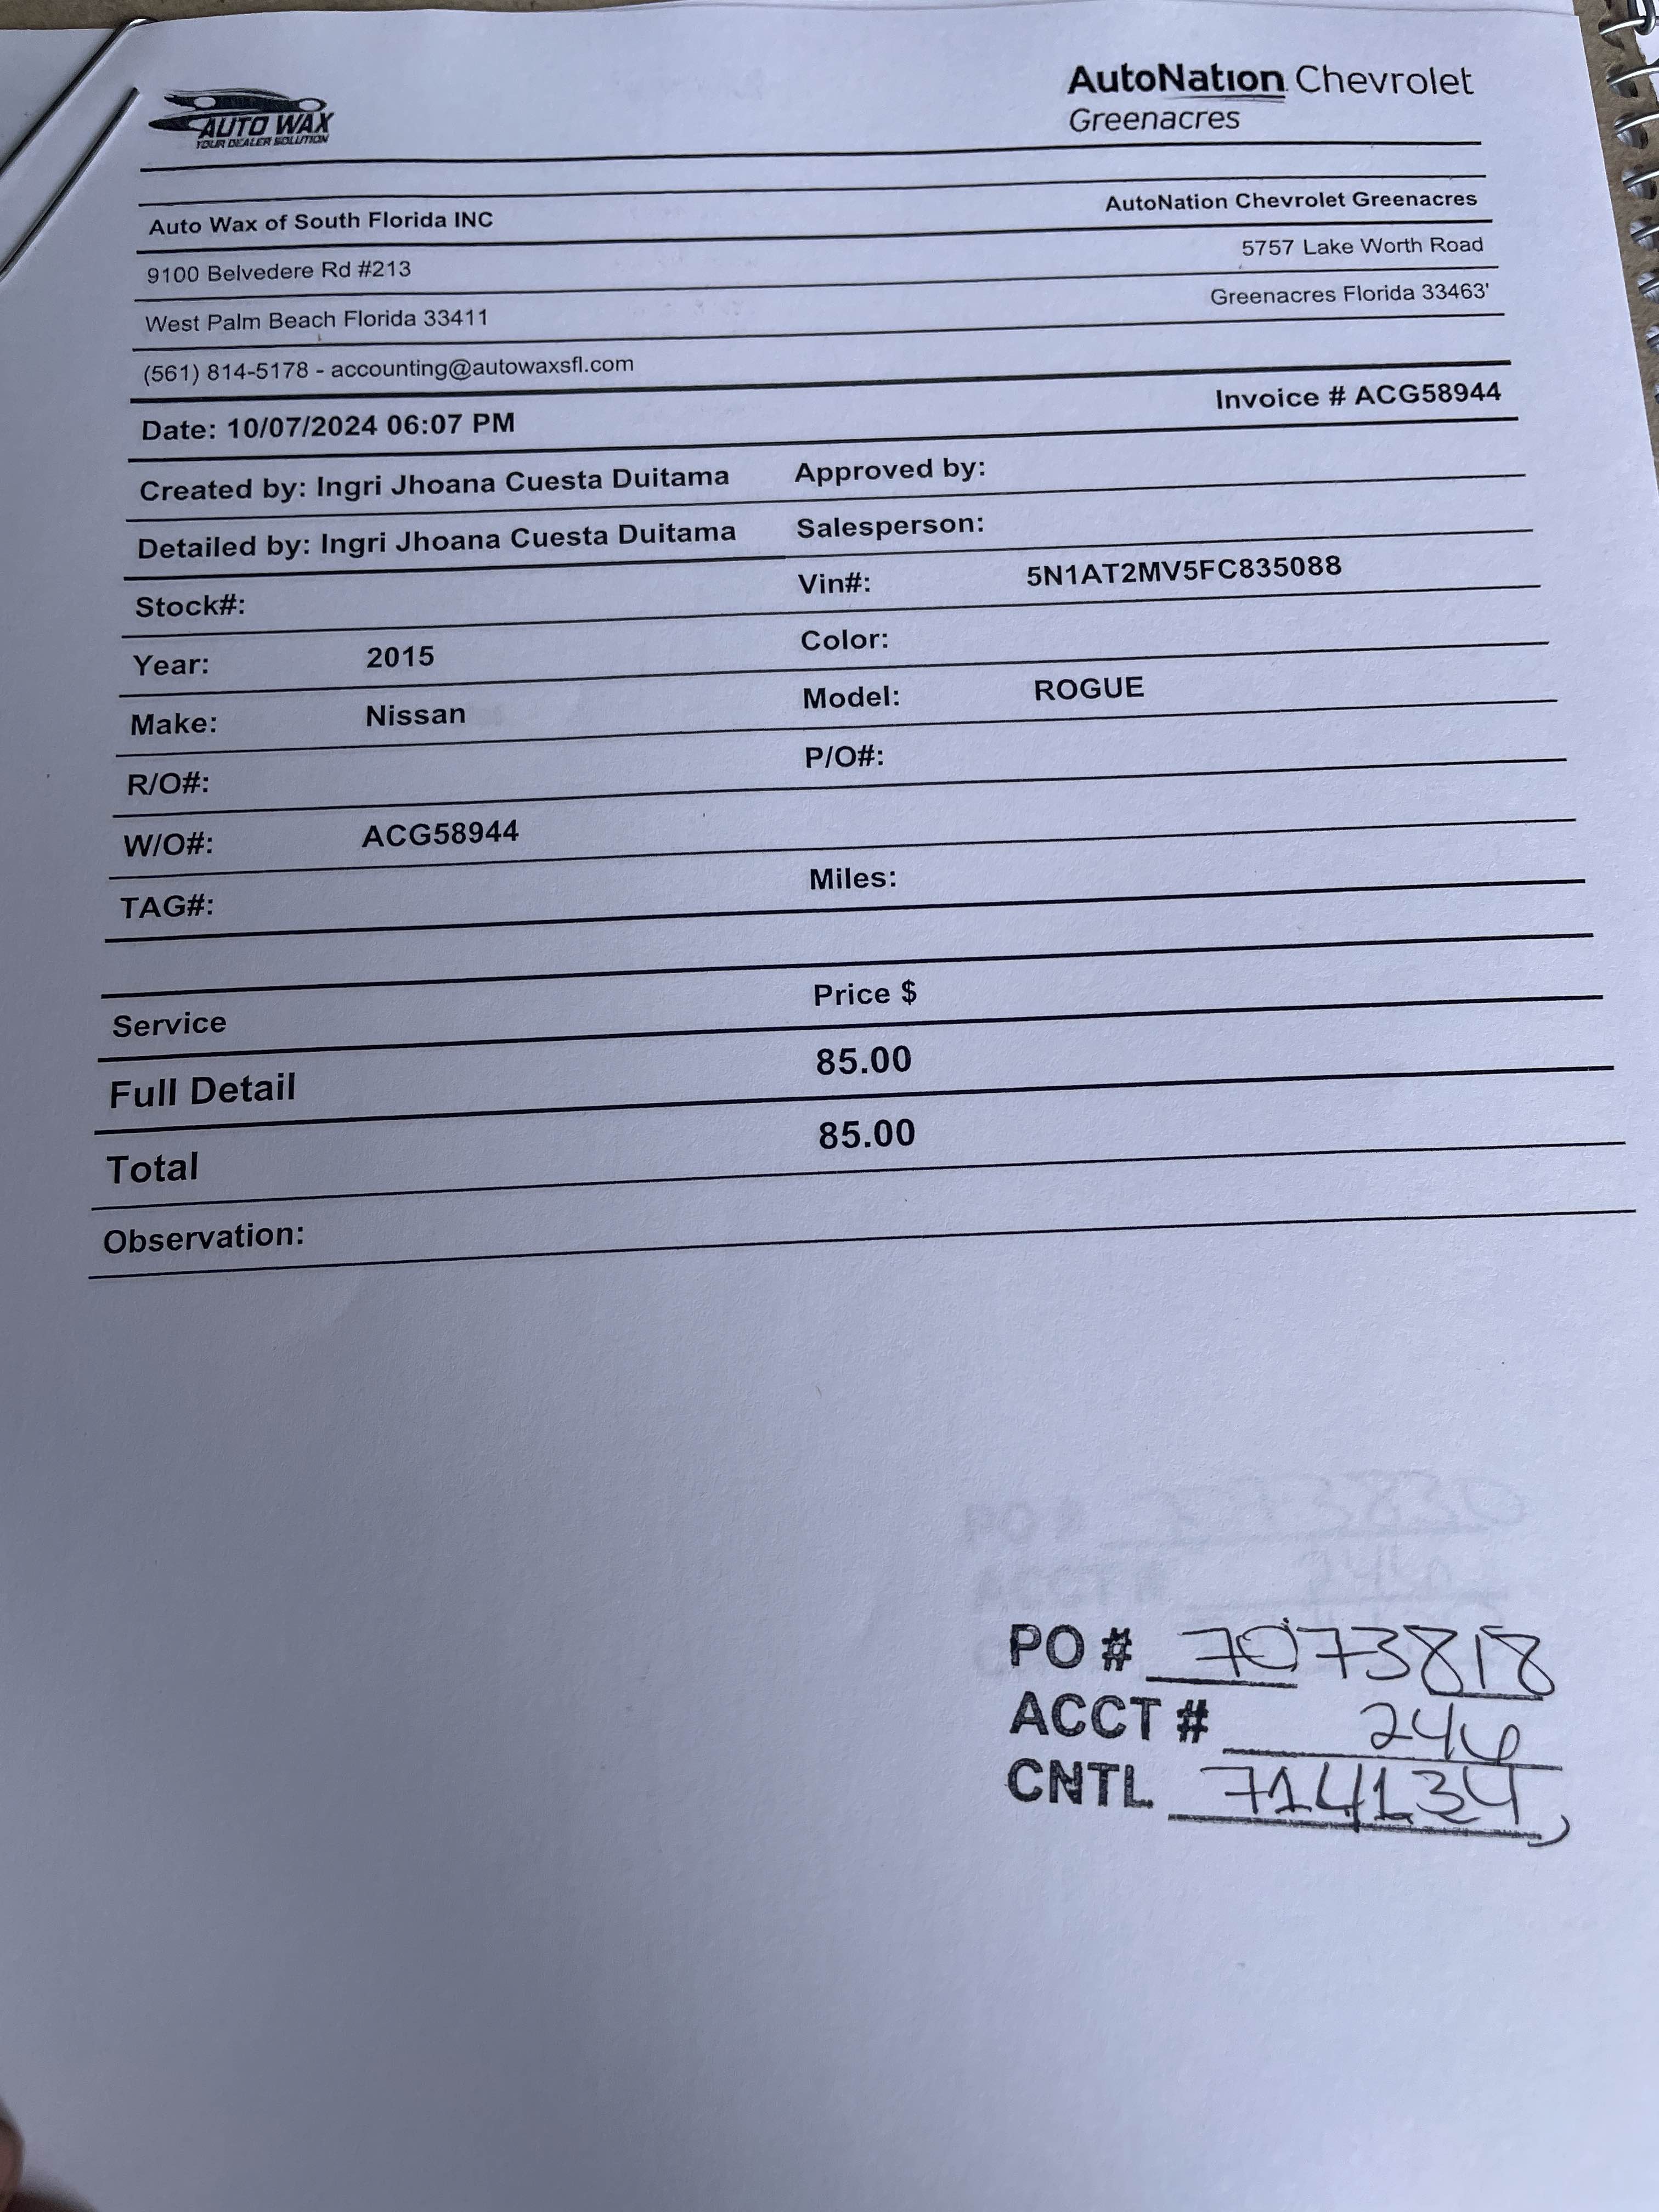 AUTO WAX
YOUR DEALER SOLUTION
AutoNation Chevrolet
Greenacres
Auto Wax of South Florida INC
AutoNation Chevrolet Greenacres
9100 Belvedere Rd #213
5757 Lake Worth Road
West Palm Beach Florida 33411
Greenacres Florida 33463'
(561) 814-5178 - accounting@autowaxsfl.com
Date: 10/07/2024 06:07 PM
Invoice # ACG58944
Created by: Ingri Jhoana Cuesta Duitama
Approved by:
Detailed by: Ingri Jhoana Cuesta Duitama
Salesperson:
Stock#:
Vin#: 5N1AT2MV5FC835088
Year: 2015
Color:
Make: Nissan
Model: ROGUE
R/O#:
P/O#:
W/O#: ACG58944
TAG#:
Miles:
Service Price $
Full Detail 85.00
Total 85.00
Observation:
PO # 7073818
ACCT # 246
CNTL 714134